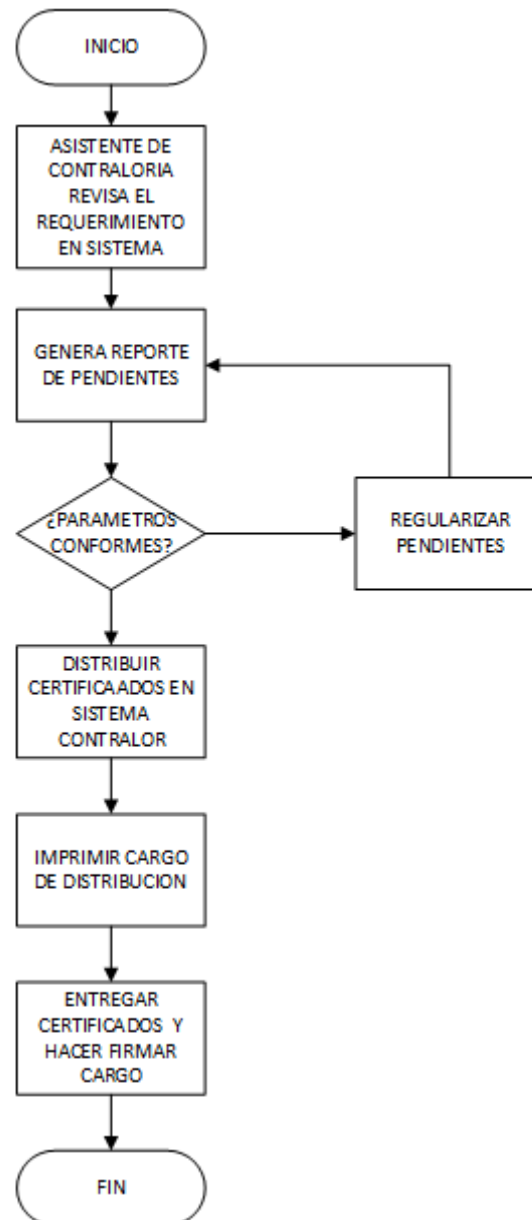 INICIO
ASISTENTE DE
CONTRALORIA
REVISA EL
REQUERIMIENTO
EN SISTEMA
GENERA REPORTE
DE PENDIENTES
¿PARAMETROS
CONFORMES?
REGULARIZAR
PENDIENTES
DISTRIBUIR
CERTIFICAADOS EN
SISTEMA
CONTRALOR
IMPRIMIR CARGO
DE DISTRIBUCION
ENTREGAR
CERTIFICADOS Y
HACER FIRMAR
CARGO
FIN